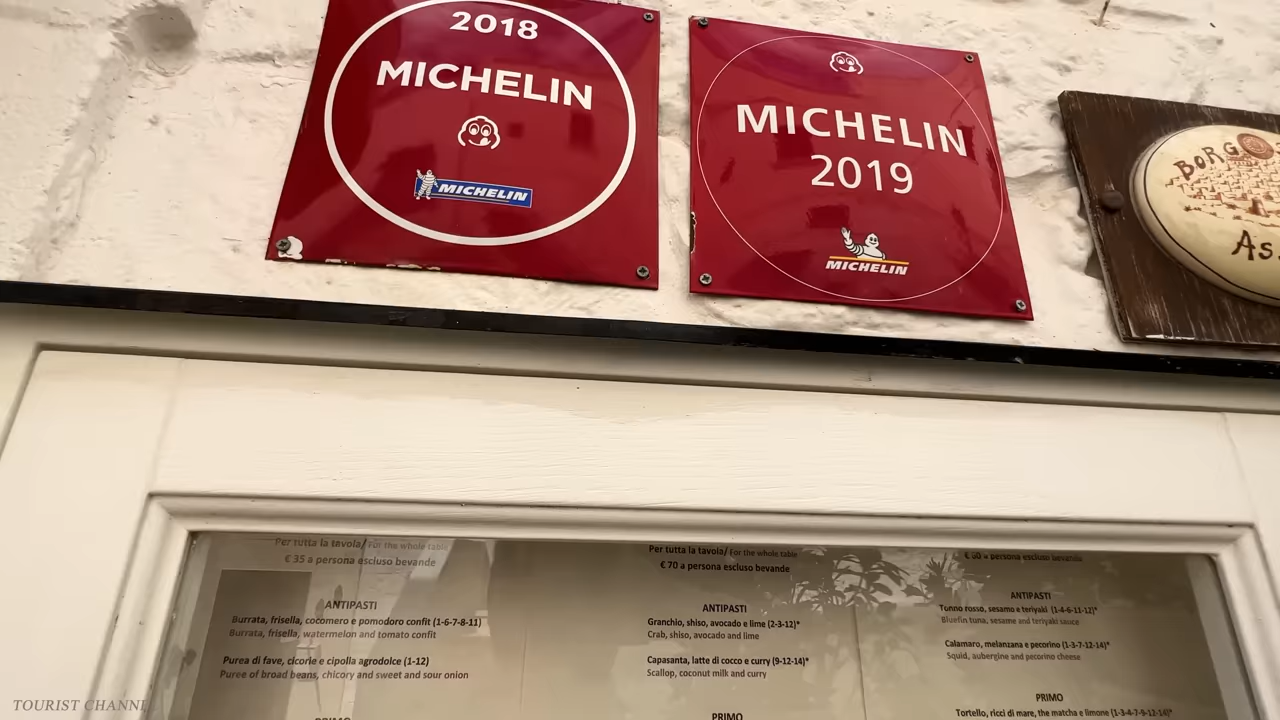 2018
MICHELIN
MICHELIN
MICHELIN
2019
MICHELIN
BORG
As
Per tutta la tavola/ For the whole table
€ 35 a persona escluso bevande
ANTIPASTI
Burrata, frisella, cocomero e pomodoro confit (1-6-7-8-11)
Burrata, frisella, watermelon and tomato confit
Purea di fave, cicorie e cipolla agrodolce (1-12)
Puree of broad beans, chicory and sweet and sour onion
Per tutta la tavola/ For the whole table
€ 70 a persona escluso bevande
ANTIPASTI
Granchio, shiso, avocado e lime (2-3-12)*
Crab, shiso, avocado and lime
Capasanta, latte di cocco e curry (9-12-14)*
Scallop, coconut milk and curry
PRIMO
€ 60 a persona escluso bevande
ANTIPASTI
Tonno rosso, sesamo e teriyaki (1-4-6-11-12)*
Bluefin tuna, sesame and teriyaki sauce
Calamaro, melanzana e pecorino (1-3-7-12-14)*
Squid, aubergine and pecorino cheese
PRIMO
Tortello, ricci di mare, the matcha e limone (1-3-4-7-9-12-14)*
TOURIST CHANNEL